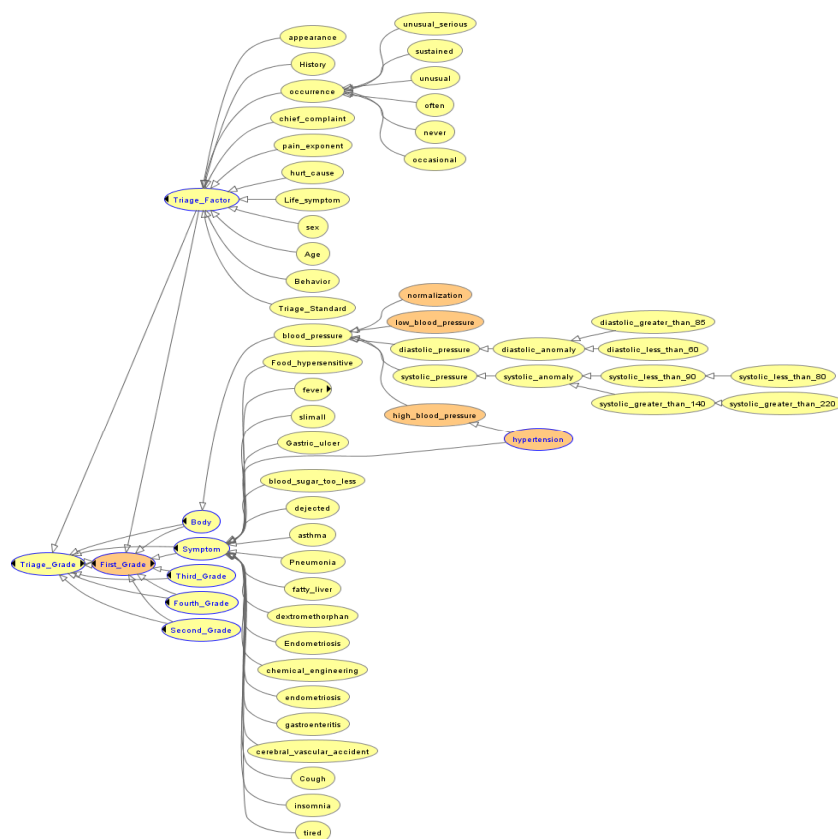 unusual_serious
appearance
sustained
History
unusual
occurrence
often
chief_complaint
never
pain_exponent
occasional
hurt_cause
Triage_Factor
Life_symptom
sex
Age
Behavior
normalization
Triage_Standard
low_blood_pressure
diastolic_greater_than_85
blood_pressure
diastolic_pressure
diastolic_anomaly
diastolic_less_than_60
Food_hypersensitive
systolic_pressure
systolic_anomaly
systolic_less_than_90
systolic_less_than_80
fever
systolic_greater_than_140
systolic_greater_than_220
slimall
high_blood_pressure
Gastric_ulcer
hypertension
blood_sugar_too_less
dejected
Body
asthma
Symptom
Triage_Grade
First_Grade
Pneumonia
Third_Grade
fatty_liver
Fourth_Grade
dextromethorphan
Second_Grade
Endometriosis
chemical_engineering
endometriosis
gastroenteritis
cerebral_vascular_accident
Cough
insomnia
tired